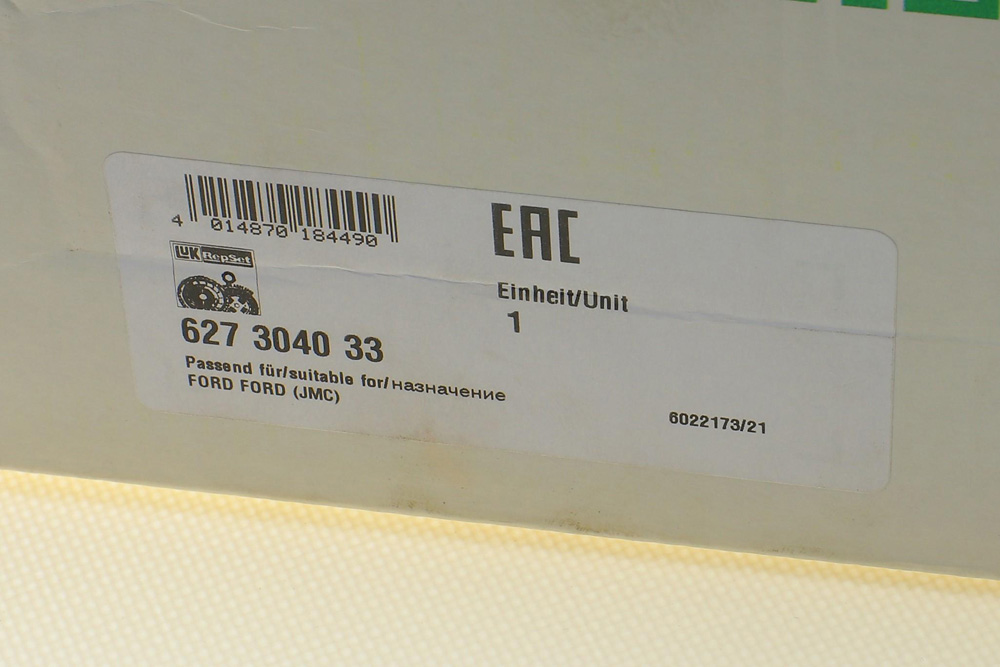 4 014870 184490
EAC
LUK RepSet
Einheit/Unit
1
627 3040 33
Passend für/suitable for/назначение
FORD FORD (JMC)
6022173/21